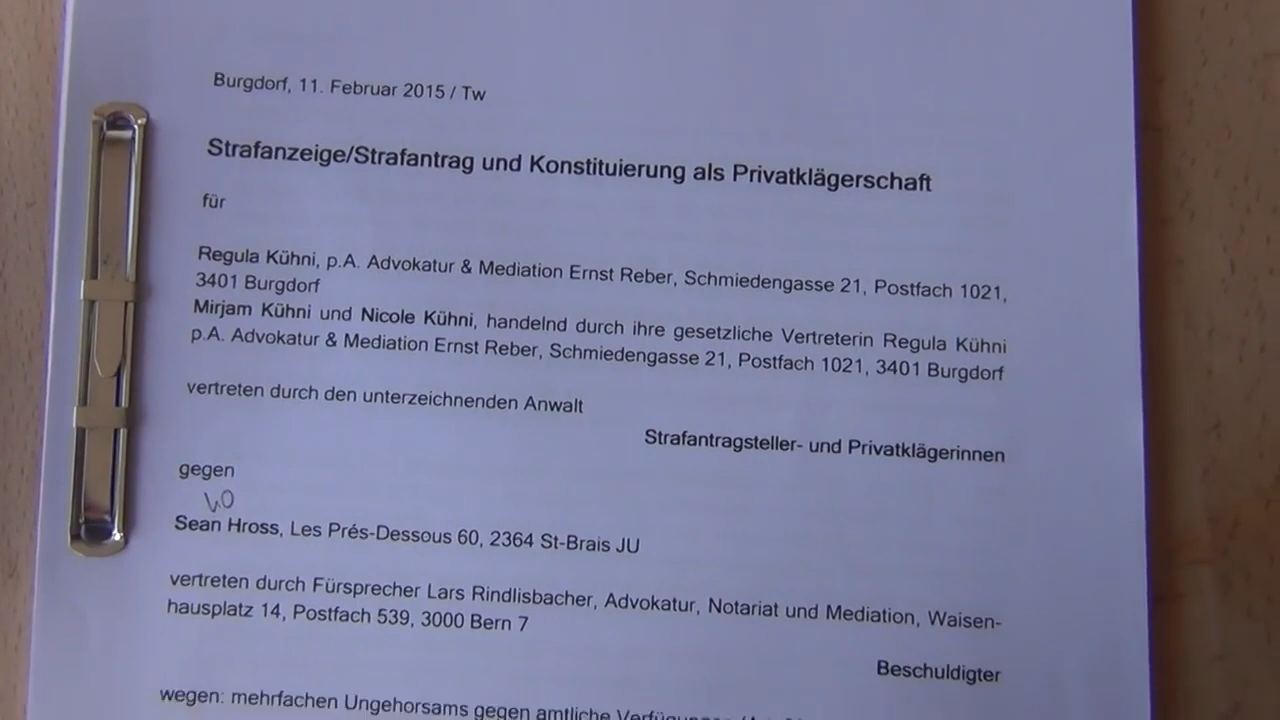 Burgdorf, 11. Februar 2015 / Tw
Strafanzeige/Strafantrag und Konstituierung als Privatklägerschaft
für
Regula Kühni, p.A. Advokatur & Mediation Ernst Reber, Schmiedengasse 21, Postfach 1021,
3401 Burgdorf
Mirjam Kühni und Nicole Kühni, handelnd durch ihre gesetzliche Vertreterin Regula Kühni
p.A. Advokatur & Mediation Ernst Reber, Schmiedengasse 21, Postfach 1021, 3401 Burgdorf
vertreten durch den unterzeichnenden Anwalt
Strafantragsteller- und Privatklägerinnen
gegen
Sean Hross, Les Prés-Dessous 60, 2364 St-Brais JU
vertreten durch Fürsprecher Lars Rindlisbacher, Advokatur, Notariat und Mediation, Waisen-
hausplatz 14, Postfach 539, 3000 Bern 7
Beschuldigter
wegen: mehrfachen Ungehorsams gegen amtliche